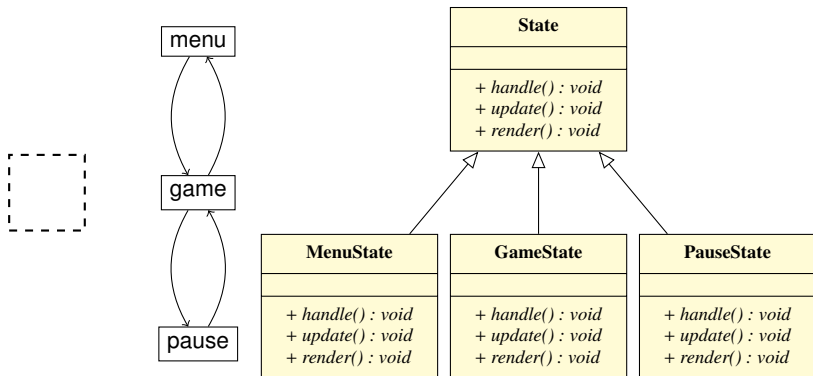 menu
game
pause
State
+ handle() : void
+ update() : void
+ render() : void
MenuState
+ handle() : void
+ update() : void
+ render() : void
GameState
+ handle() : void
+ update() : void
+ render() : void
PauseState
+ handle() : void
+ update() : void
+ render() : void